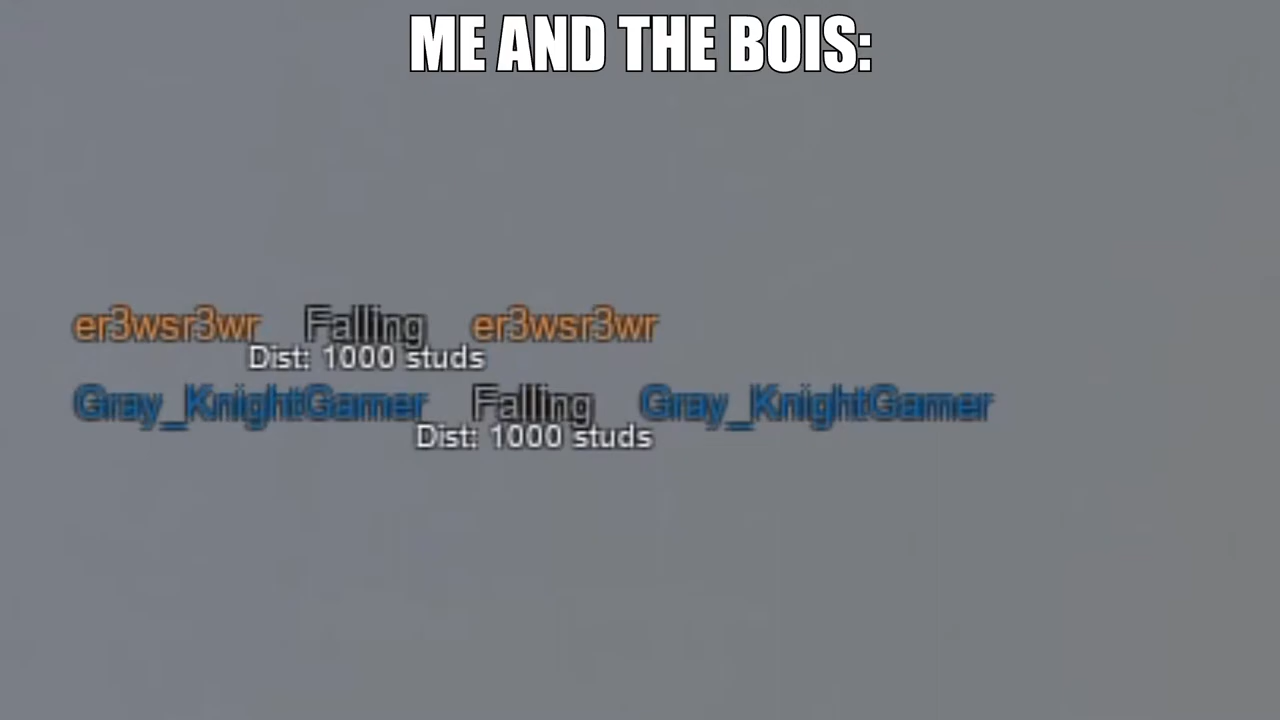 ME AND THE BOIS:
er3wsr3wr Falling er3wsr3wr
Dist: 1000 studs
Gray_KnightGamer Falling Gray_KnightGamer
Dist: 1000 studs